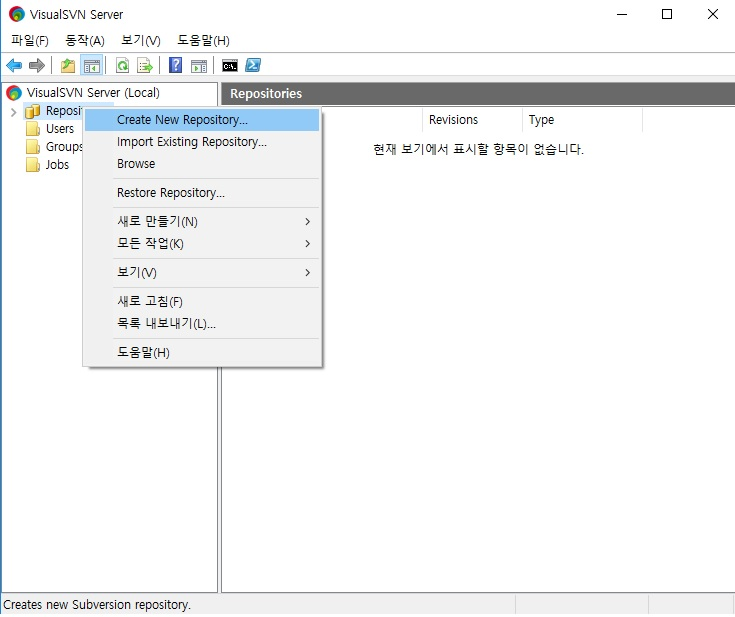 VisualSVN Server
파일(F) 동작(A) 보기(V) 도움말(H)
VisualSVN Server (Local)
Repositories
Reposit
Users
Groups
Jobs
Revisions Type
현재 보기에서 표시할 항목이 없습니다.
Create New Repository...
Import Existing Repository...
Browse
Restore Repository...
새로 만들기(N)
모든 작업(K)
보기(V)
새로 고침(F)
목록 내보내기(L)...
도움말(H)
Creates new Subversion repository.